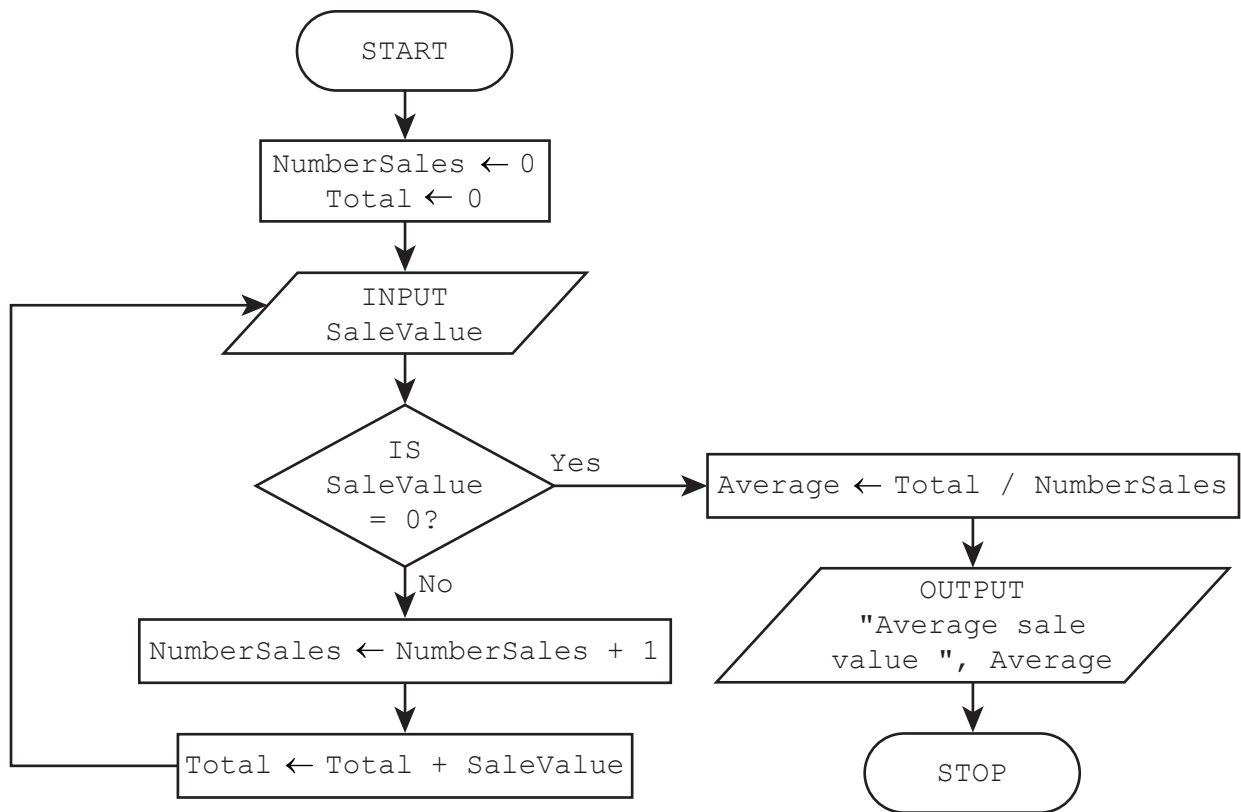 START
NumberSales ← 0
Total ← 0
INPUT
SaleValue
IS
SaleValue
= 0?
Yes
No
NumberSales ← NumberSales + 1
Total ← Total + SaleValue
Average ← Total / NumberSales
OUTPUT
"Average sale
value ", Average
STOP